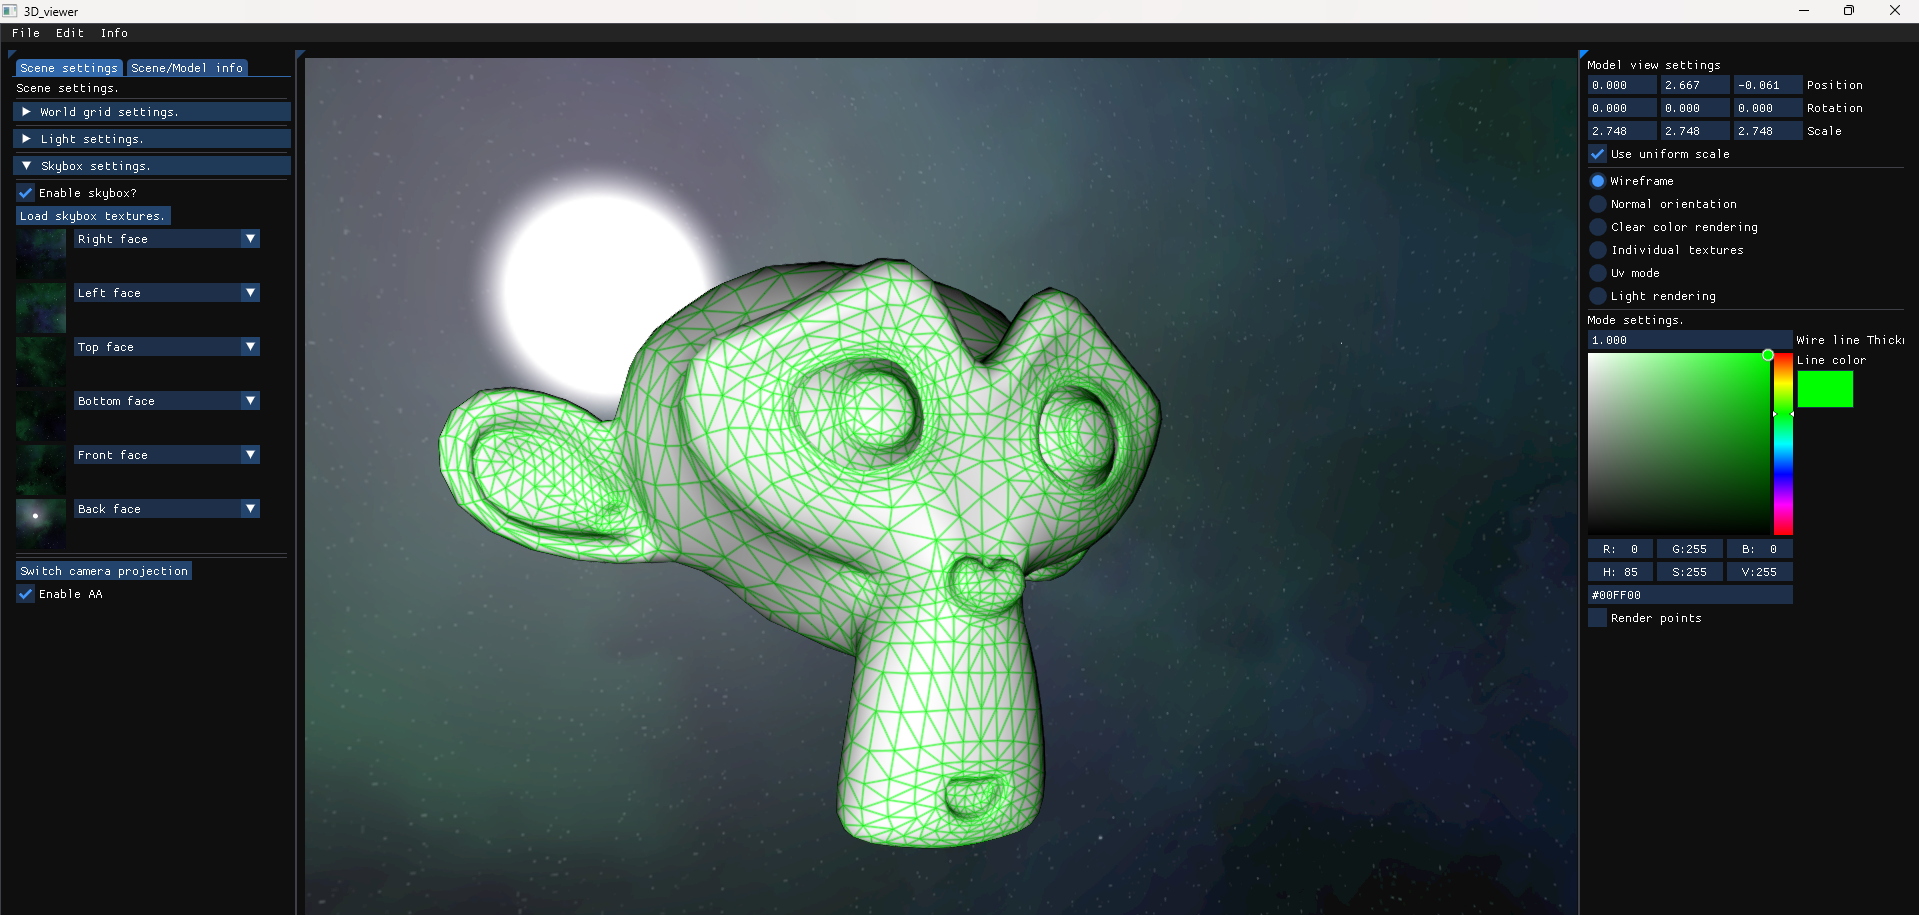 3D_viewer
File Edit Info
Scene settings Scene/Model info
Scene settings.
World grid settings.
Light settings.
Skybox settings.
Enable skybox?
Load skybox textures.
Right face
Left face
Top face
Bottom face
Front face
Back face
Switch camera projection
Enable AA
Model view settings
0.000 2.667 -0.061 Position
0.000 0.000 0.000 Rotation
2.748 2.748 2.748 Scale
Use uniform scale
Wireframe
Normal orientation
Clear color rendering
Individual textures
Uv mode
Light rendering
Mode settings.
1.000 Wire line Thick
Line color
R: 0 G:255 B: 0
H: 85 S:255 V:255
#00FF00
Render points